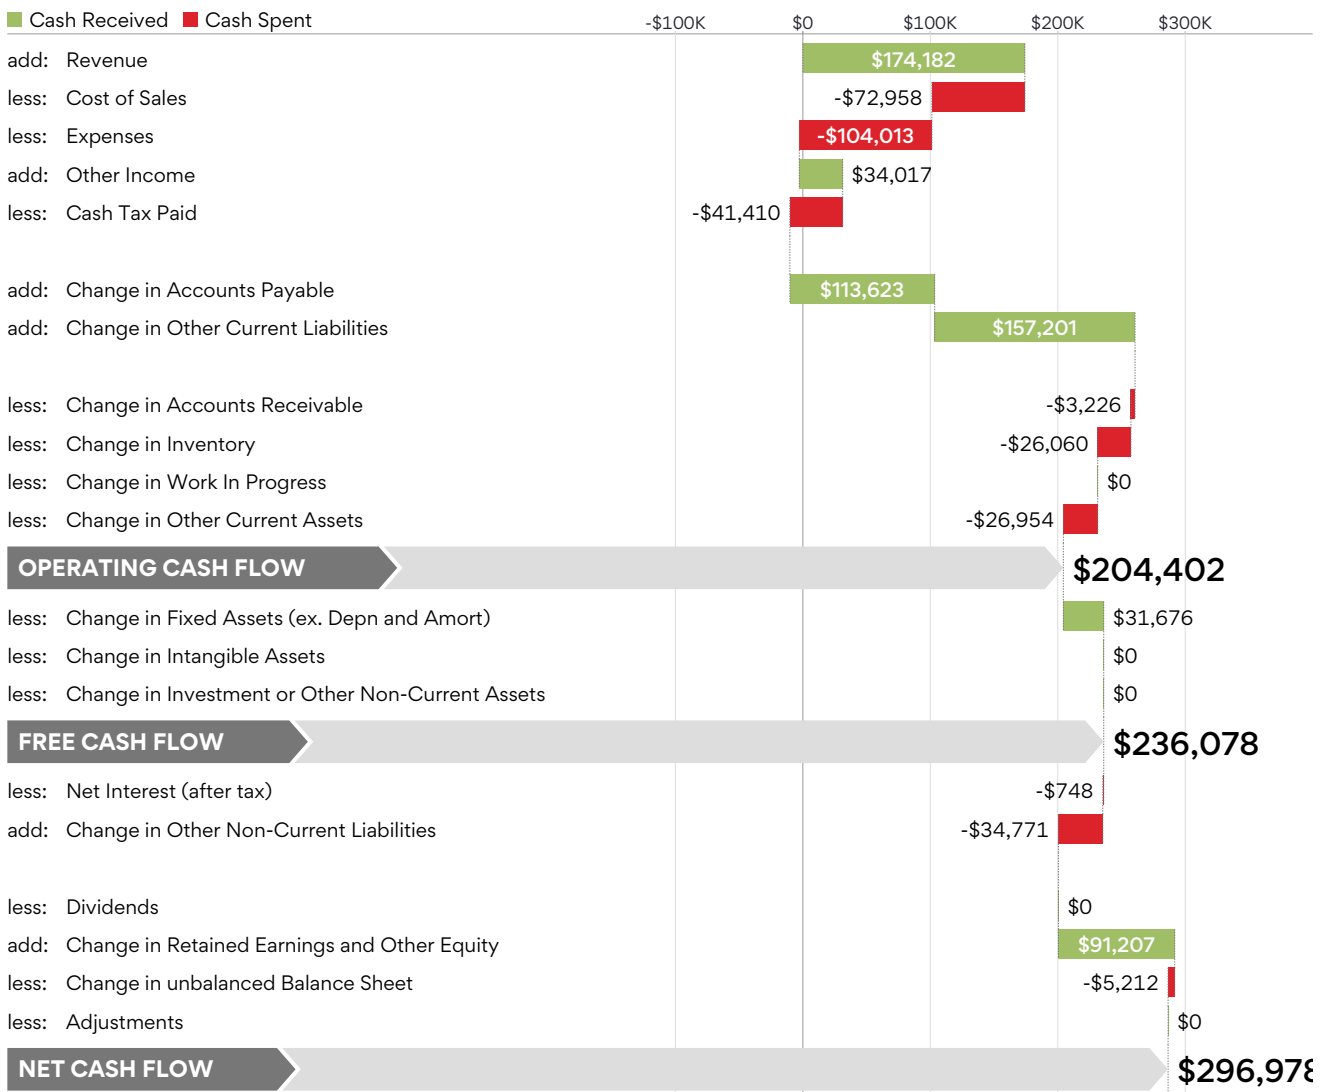 Cash Received Cash Spent -$100K $0 $100K $200K $300K
add: Revenue $174,182
less: Cost of Sales -$72,958
less: Expenses -$104,013
add: Other Income $34,017
less: Cash Tax Paid -$41,410
add: Change in Accounts Payable $113,623
add: Change in Other Current Liabilities $157,201
less: Change in Accounts Receivable -$3,226
less: Change in Inventory -$26,060
less: Change in Work In Progress $0
less: Change in Other Current Assets -$26,954
OPERATING CASH FLOW $204,402
less: Change in Fixed Assets (ex. Depn and Amort) $31,676
less: Change in Intangible Assets $0
less: Change in Investment or Other Non-Current Assets $0
FREE CASH FLOW $236,078
less: Net Interest (after tax) -$748
add: Change in Other Non-Current Liabilities -$34,771
less: Dividends $0
add: Change in Retained Earnings and Other Equity $91,207
less: Change in unbalanced Balance Sheet -$5,212
less: Adjustments $0
NET CASH FLOW $296,978